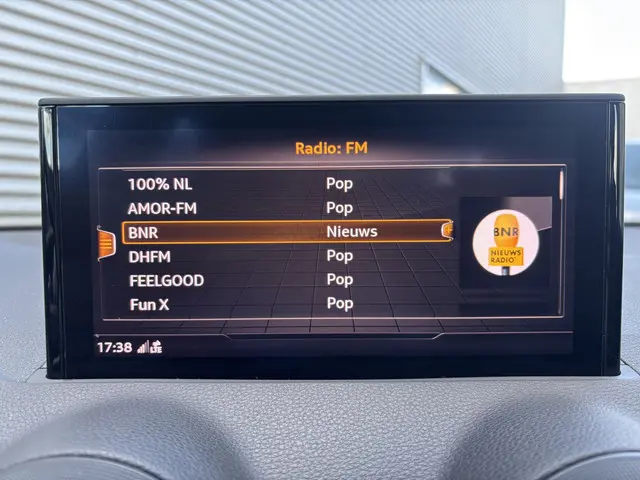 Radio: FM
100% NL Pop
AMOR-FM Pop
BNR Nieuws
DHFM Pop
FEELGOOD Pop
Fun X Pop
BNR
NIEUWS
RADIO
17:38 LTE